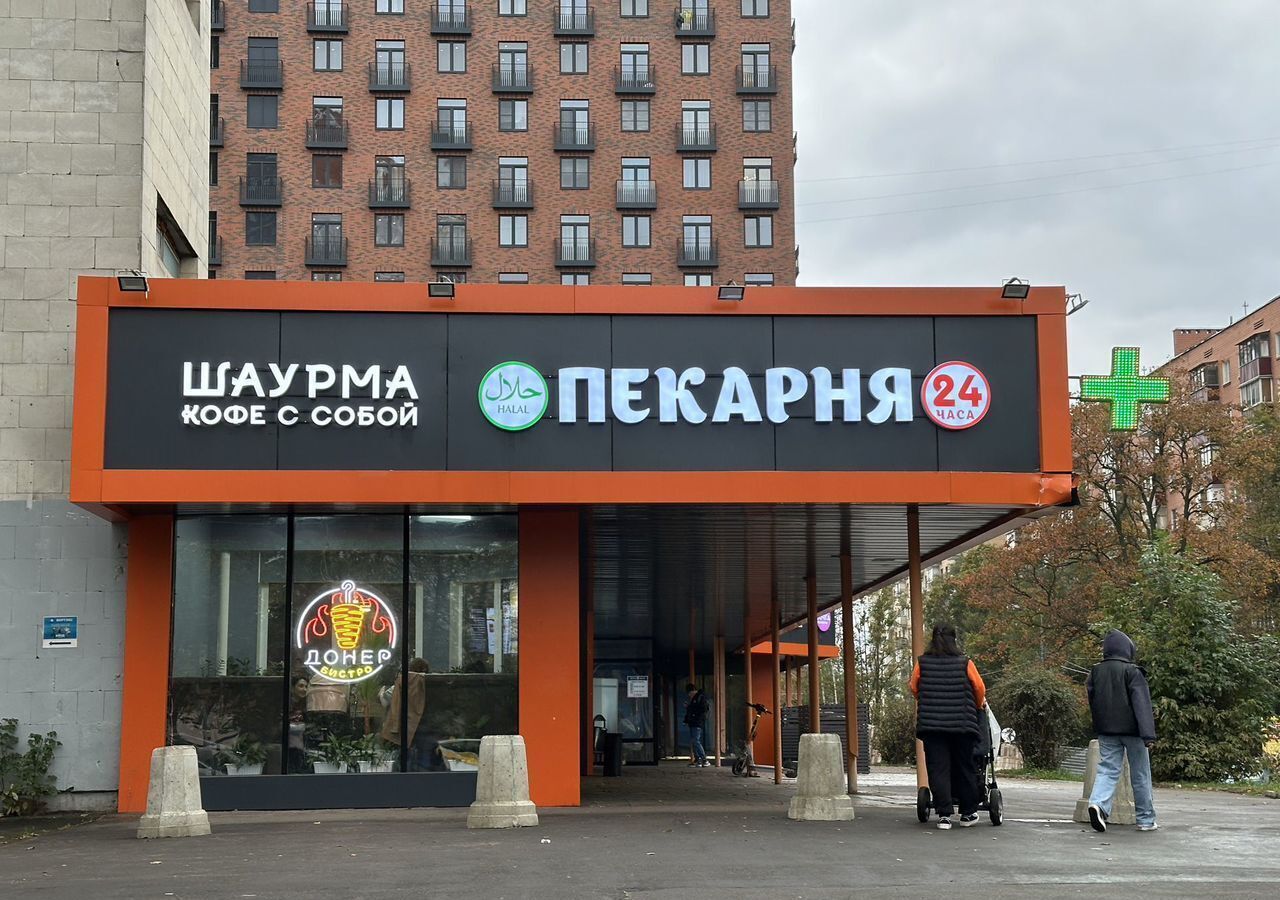 ШАУРМА
КОФЕ С СОБОЙ
حلال
HALAL
ПЕКАРНЯ
24
ЧАСА
ДОНЕР
БИСТРО